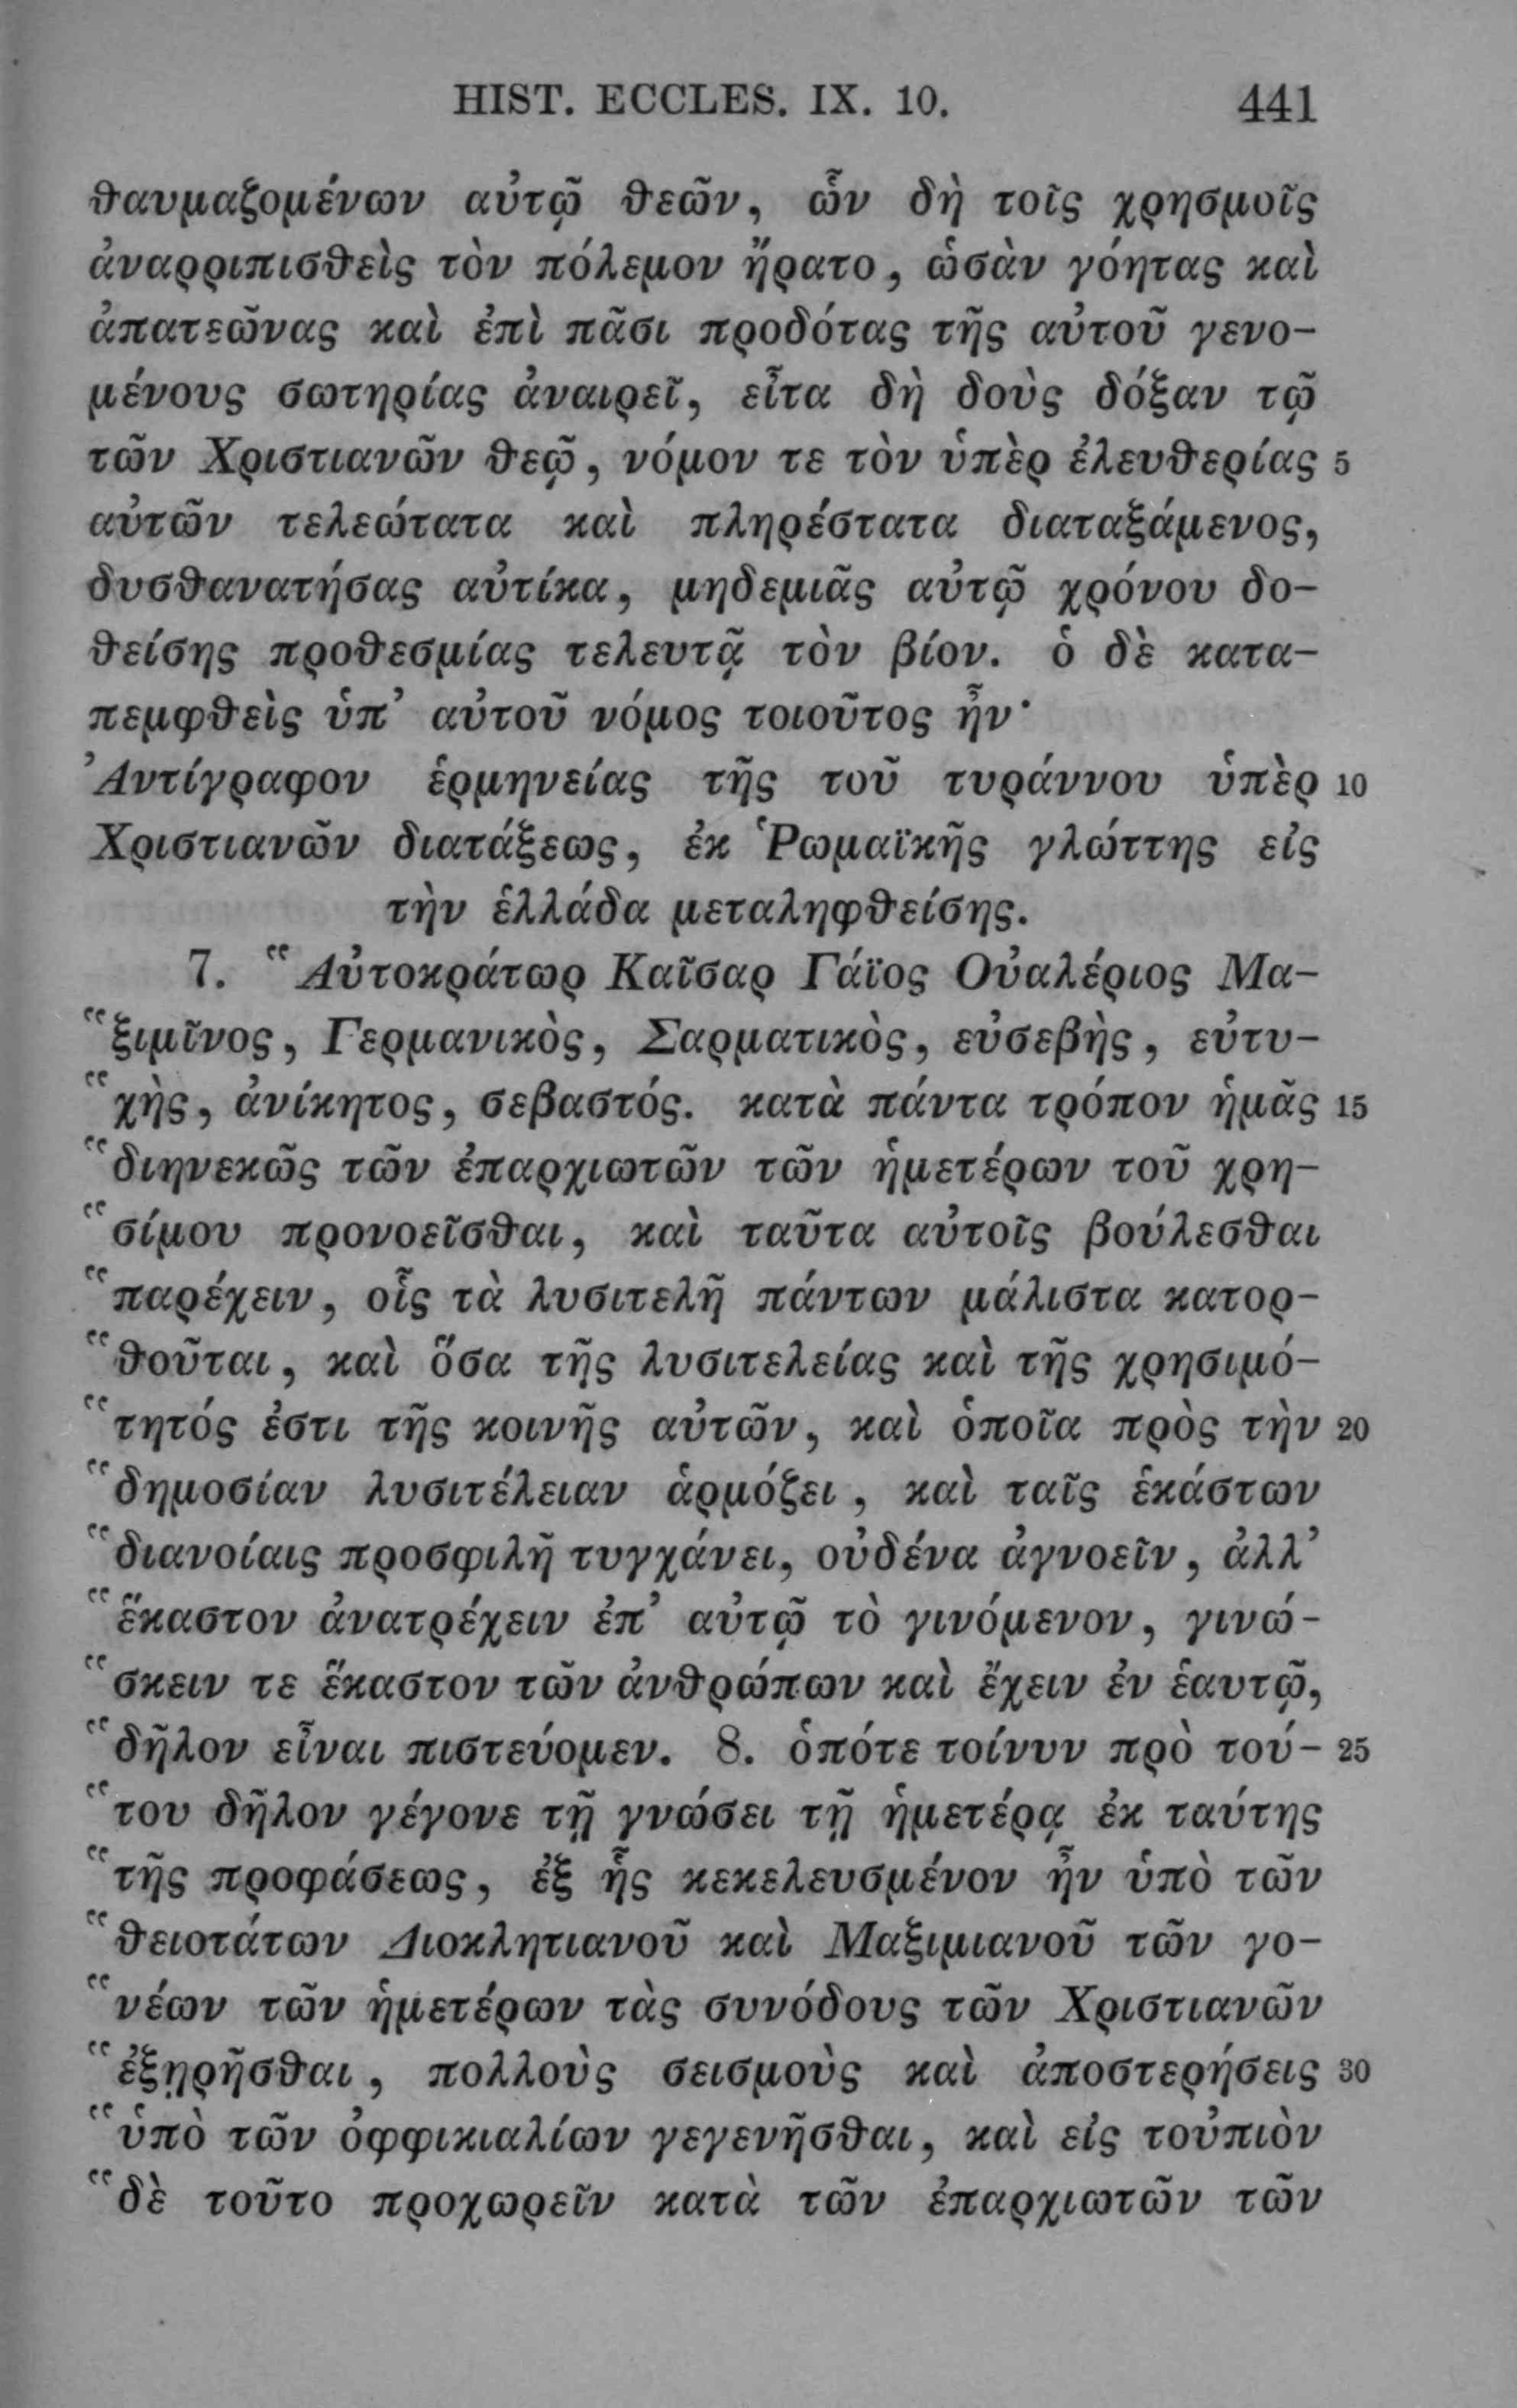 HIST. ECCLES. IX. 10. 441
θαυμαζομένων αὐτῷ θεῶν, ὧν δὴ τοῖς χρησμοῖς
ἀναρριπισθεὶς τὸν πόλεμον ἤρατο, ὡσὰν γόητας καὶ
ἀπατεῶνας καὶ ἐπὶ πᾶσι προδότας τῆς αὐτοῦ γενο-
μένους σωτηρίας ἀναιρεῖ, εἶτα δὴ δοὺς δόξαν τῷ
τῶν Χριστιανῶν θεῷ, νόμον τε τὸν ὑπὲρ ἐλευθερίας 5
αὐτῶν τελεώτατα καὶ πληρέστατα διαταξάμενος,
δυσθανατήσας αὐτίκα, μηδεμιᾶς αὐτῷ χρόνου δο-
θείσης προθεσμίας τελευτᾷ τὸν βίον. ὁ δὲ κατα-
πεμφθεὶς ὑπ’ αὐτοῦ νόμος τοιοῦτος ἦν·
Ἀντίγραφον ἑρμηνείας τῆς τοῦ τυράννου ὑπὲρ 10
Χριστιανῶν διατάξεως, ἐκ Ῥωμαϊκῆς γλώττης εἰς
τὴν ἑλλάδα μεταληφθείσης.
7. “Αὐτοκράτωρ Καῖσαρ Γάϊος Οὐαλέριος Μα-
“ξιμῖνος, Γερμανικὸς, Σαρματικὸς, εὐσεβὴς, εὐτυ-
“χὴς, ἀνίκητος, σεβαστός. κατὰ πάντα τρόπον ἡμᾶς 15
“διηνεκῶς τῶν ἐπαρχιωτῶν τῶν ἡμετέρων τοῦ χρη-
“σίμου προνοεῖσθαι, καὶ ταῦτα αὐτοῖς βούλεσθαι
“παρέχειν, οἷς τὰ λυσιτελῆ πάντων μάλιστα κατορ-
“θοῦται, καὶ ὅσα τῆς λυσιτελείας καὶ τῆς χρησιμό-
“τητός ἐστι τῆς κοινῆς αὐτῶν, καὶ ὁποῖα πρὸς τὴν 20
“δημοσίαν λυσιτέλειαν ἁρμόζει, καὶ ταῖς ἑκάστων
“διανοίαις προσφιλῆ τυγχάνει, οὐδένα ἀγνοεῖν, ἀλλ’
“ἕκαστον ἀνατρέχειν ἐπ’ αὐτῷ τὸ γινόμενον, γινώ-
“σκειν τε ἕκαστον τῶν ἀνθρώπων καὶ ἔχειν ἐν ἑαυτῷ,
“δῆλον εἶναι πιστεύομεν. 8. ὁπότε τοίνυν πρὸ τού- 25
“του δῆλον γέγονε τῇ γνώσει τῇ ἡμετέρᾳ ἐκ ταύτης
“τῆς προφάσεως, ἐξ ἧς κεκελευσμένον ἦν ὑπὸ τῶν
“θειοτάτων Διοκλητιανοῦ καὶ Μαξιμιανοῦ τῶν γο-
“νέων τῶν ἡμετέρων τὰς συνόδους τῶν Χριστιανῶν
“ἐξῃρῆσθαι, πολλοὺς σεισμοὺς καὶ ἀποστερήσεις 30
“ὑπὸ τῶν ὀφφικιαλίων γεγενῆσθαι, καὶ εἰς τοὐπιὸν
“δὲ τοῦτο προχωρεῖν κατὰ τῶν ἐπαρχιωτῶν τῶν